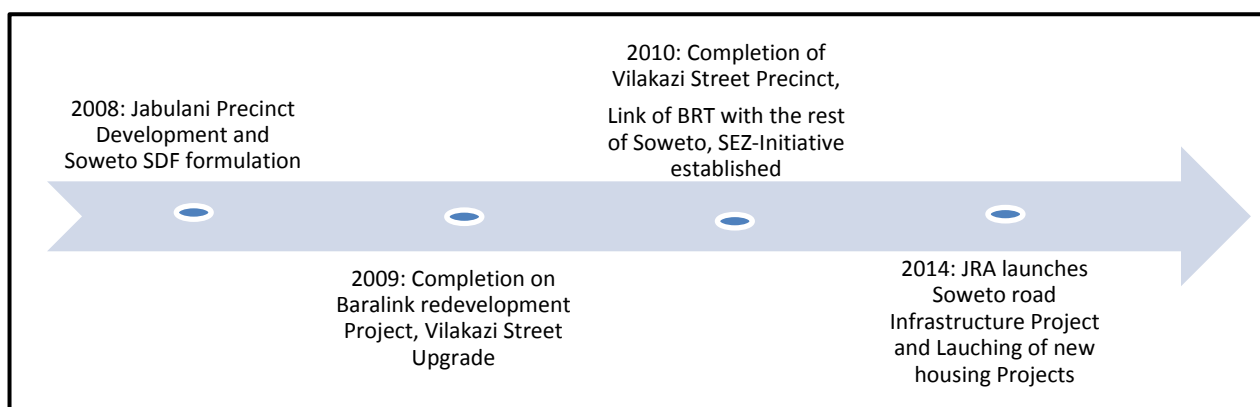 2008: Jabulani Precinct
Development and
Soweto SDF formulation
2009: Completion on
Baralink redevelopment
Project, Vilakazi Street
Upgrade
2010: Completion of
Vilakazi Street Precinct,
Link of BRT with the rest
of Soweto, SEZ-Initiative
established
2014: JRA launches
Soweto road
Infrastructure Project
and Lauching of new
housing Projects